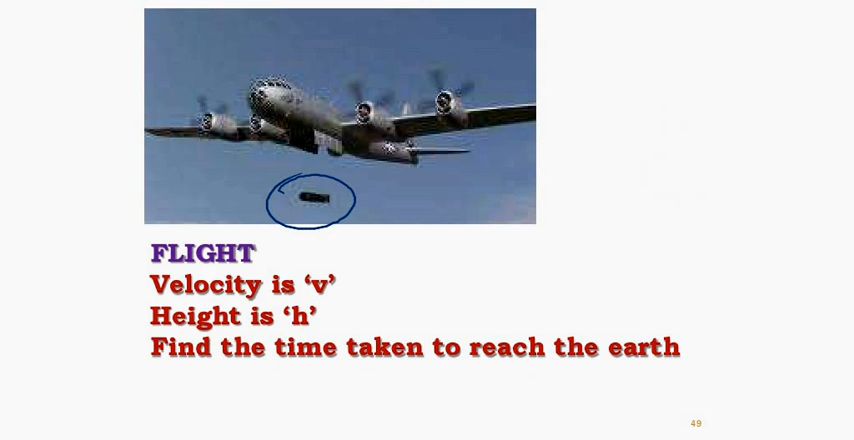 FLIGHT
Velocity is ‘v’
Height is ‘h’
Find the time taken to reach the earth
49